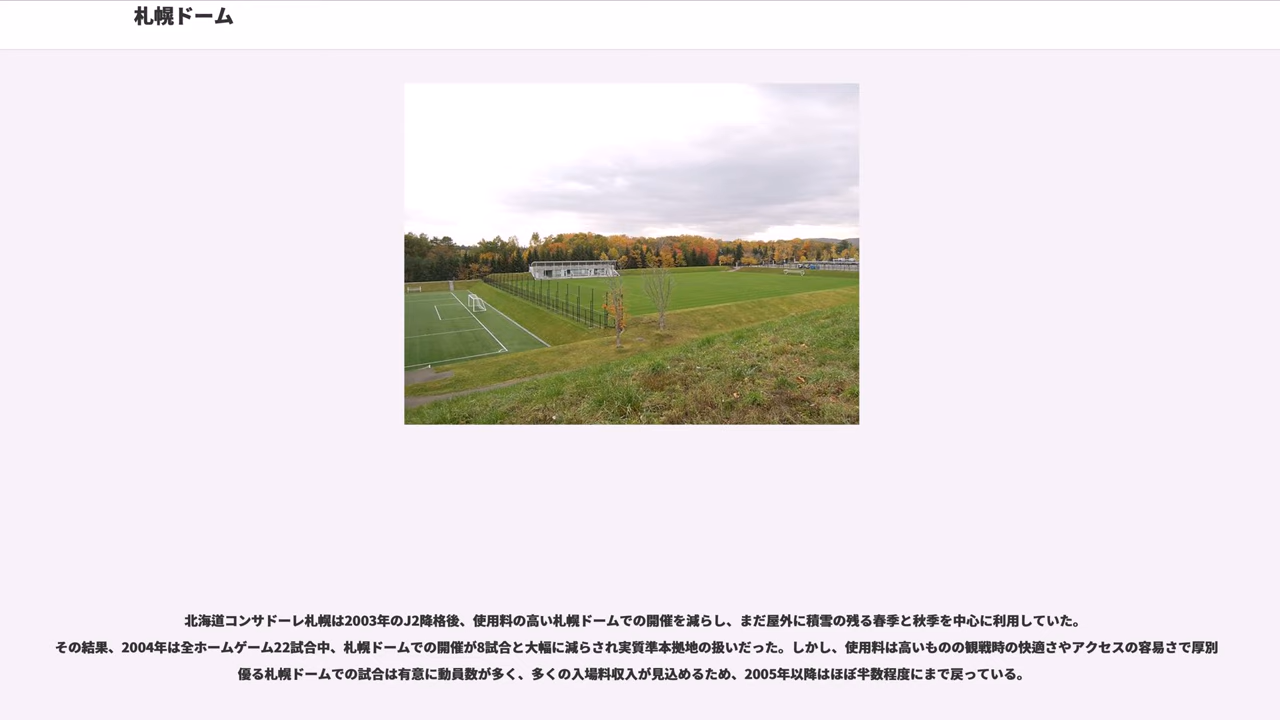 札幌ドーム
北海道コンサドーレ札幌は2003年のJ2降格後、使用料の高い札幌ドームでの開催を減らし、まだ屋外に積雪の残る春季と秋季を中心に利用していた。
その結果、2004年は全ホームゲーム22試合中、札幌ドームでの開催が8試合と大幅に減らされ実質準本拠地の扱いだった。しかし、使用料は高いものの観戦時の快適さやアクセスの容易さで厚別
優る札幌ドームでの試合は有意に動員数が多く、多くの入場料収入が見込めるため、2005年以降はほぼ半数程度にまで戻っている。